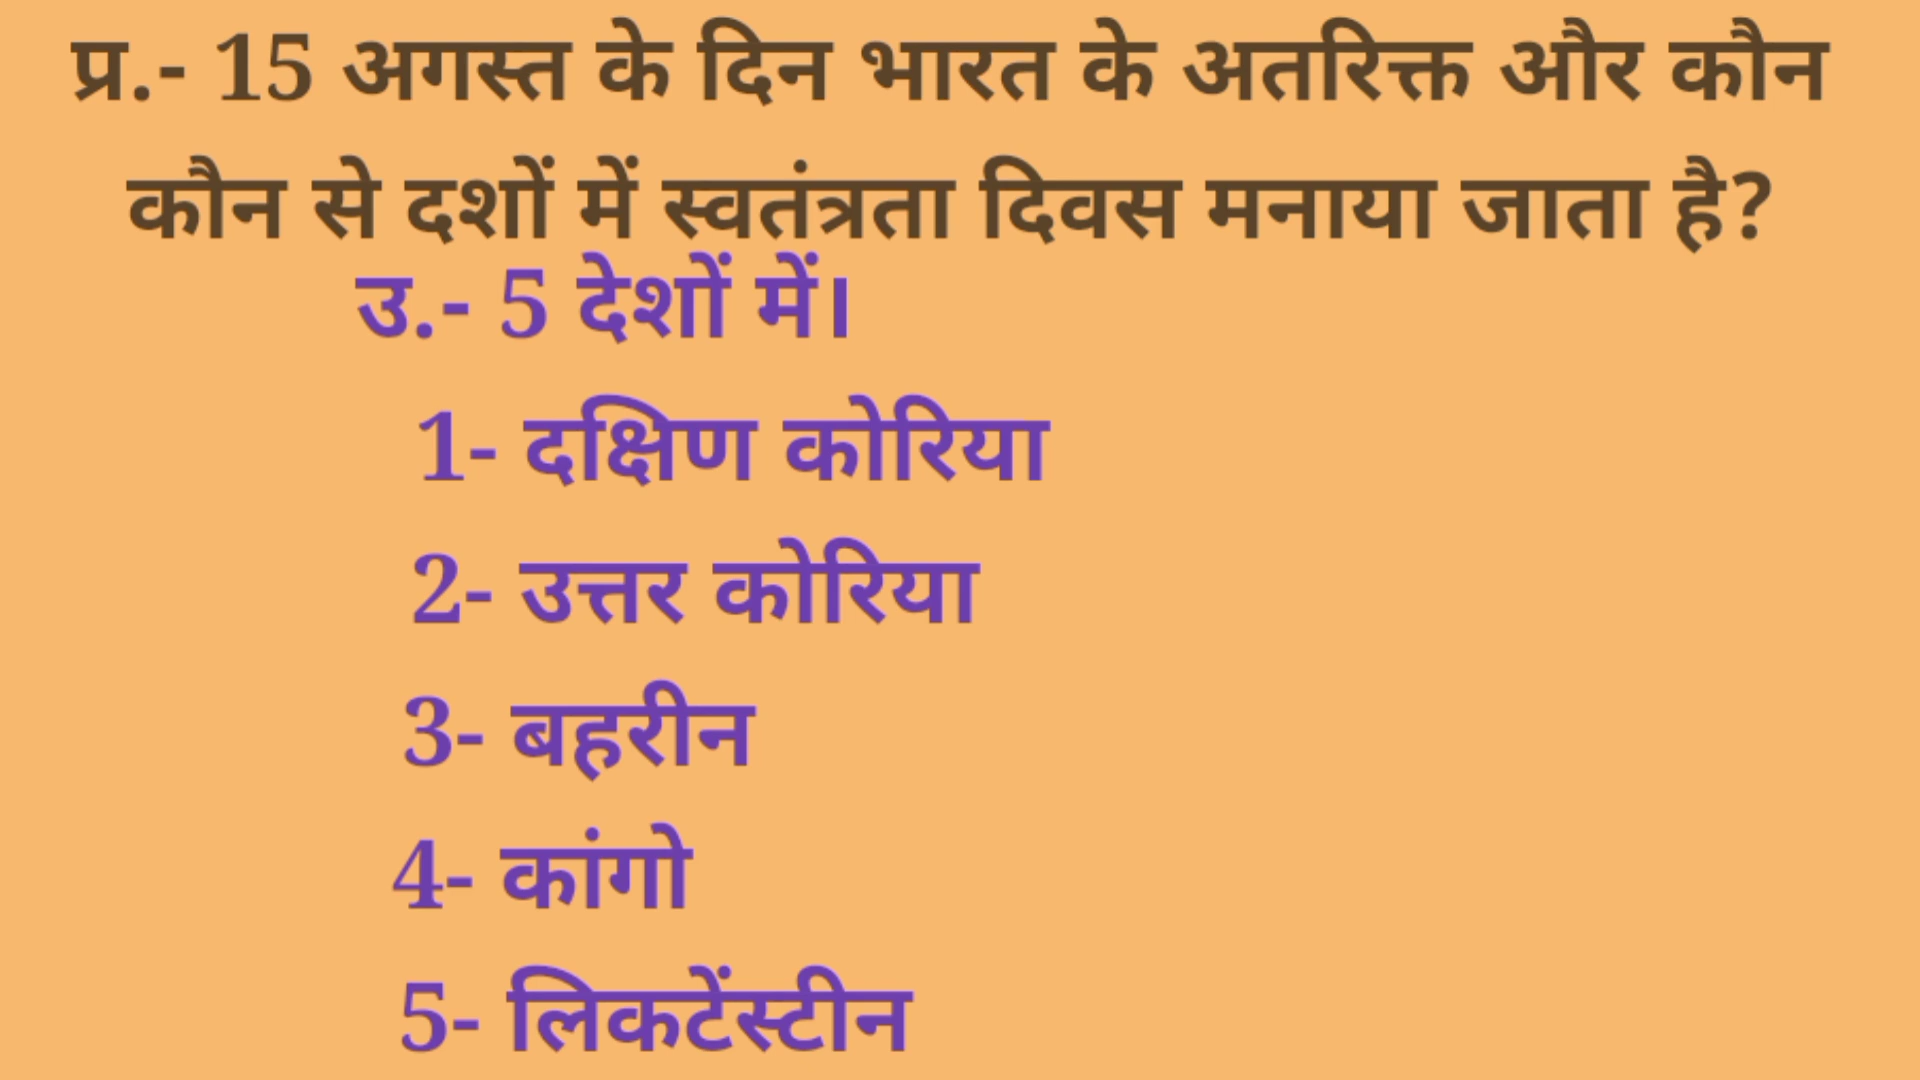 प्र.- 15 अगस्त के दिन भारत के अतरिक्त और कौन
कौन से दशों में स्वतंत्रता दिवस मनाया जाता है?
उ.- 5 देशों में।
1- दक्षिण कोरिया
2- उत्तर कोरिया
3- बहरीन
4- कांगो
5- लिकटेंस्टीन